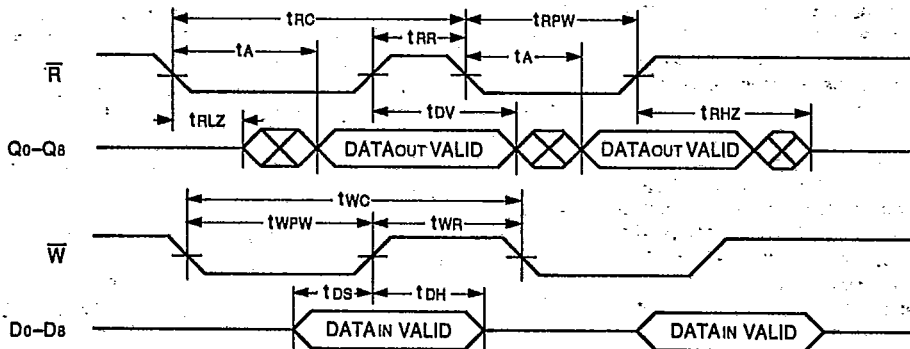 tRC tRPW
tA tRR tA
R
tRLZ tDV tRHZ
Q0–Q8 DATAOUT VALID DATAOUT VALID
tWC
tWPW tWR
W
tDS tDH
D0–D8 DATAIN VALID DATAIN VALID